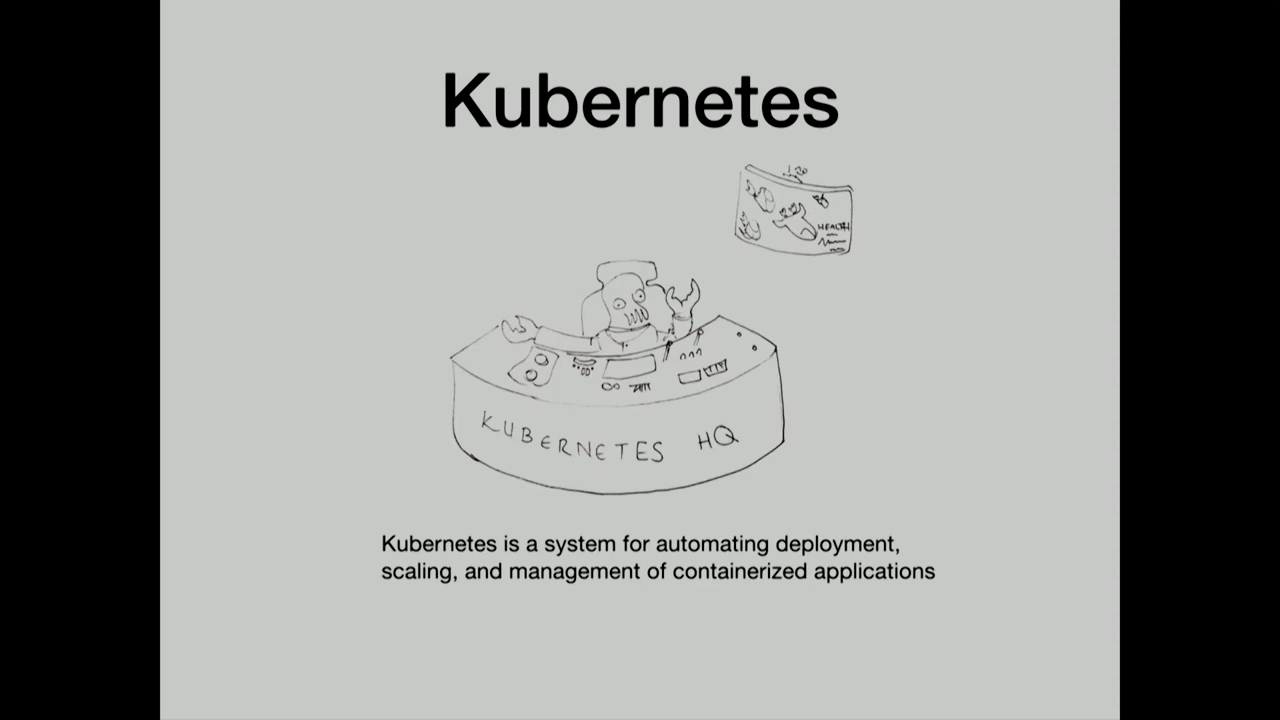 Kubernetes
HEALTH
KUBERNETES HQ
Kubernetes is a system for automating deployment,
scaling, and management of containerized applications